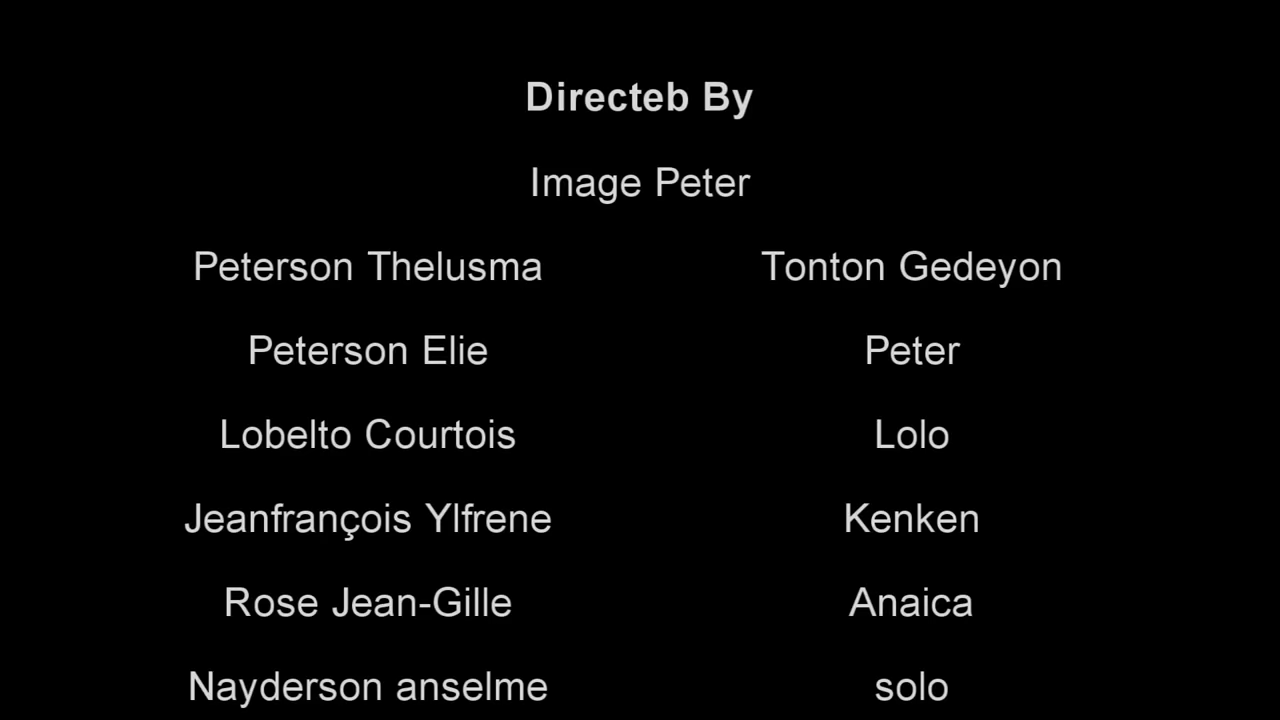 Directeb By
Image Peter
Peterson Thelusma Tonton Gedeyon
Peterson Elie Peter
Lobelto Courtois Lolo
Jeanfrançois Ylfrene Kenken
Rose Jean-Gille Anaica
Nayderson anselme solo